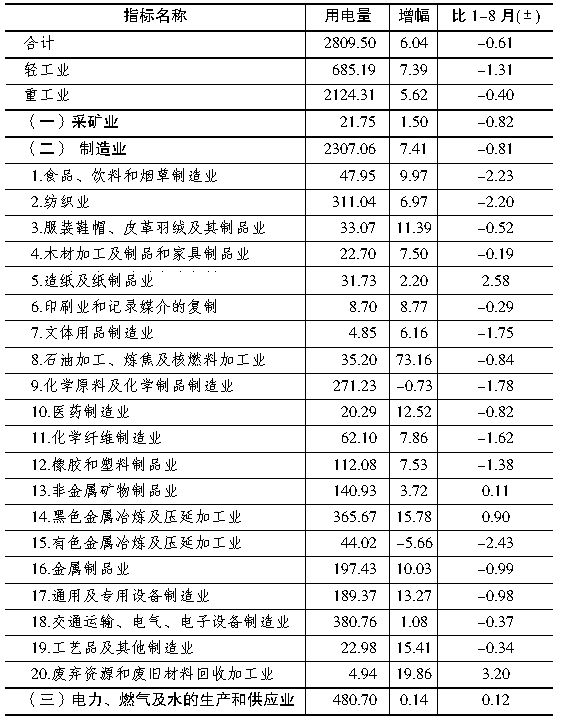 指标名称 用电量 增幅 比1-8月(±)
合计 2809.50 6.04 -0.61
轻工业 685.19 7.39 -1.31
重工业 2124.31 5.62 -0.40
(一)采矿业 21.75 1.50 -0.82
(二) 制造业 2307.06 7.41 -0.81
1.食品、饮料和烟草制造业 47.95 9.97 -2.23
2.纺织业 311.04 6.97 -2.20
3.服装鞋帽、皮革羽绒及其制品业 33.07 11.39 -0.52
4.木材加工及制品和家具制品业 22.70 7.50 -0.19
5.造纸及纸制品业 31.73 2.20 2.58
6.印刷业和记录媒介的复制 8.70 8.77 -0.29
7.文体用品制造业 4.85 6.16 -1.75
8.石油加工、炼焦及核燃料加工业 35.20 73.16 -0.84
9.化学原料及化学制品制造业 271.23 -0.73 -1.78
10.医药制造业 20.29 12.52 -0.82
11.化学纤维制造业 62.10 7.86 -1.62
12.橡胶和塑料制品业 112.08 7.53 -1.38
13.非金属矿物制品业 140.93 3.72 0.11
14.黑色金属冶炼及压延加工业 365.67 15.78 0.90
15.有色金属冶炼及压延加工业 44.02 -5.66 -2.43
16.金属制品业 197.43 10.03 -0.99
17.通用及专用设备制造业 189.37 13.27 -0.98
18.交通运输、电气、电子设备制造业 380.76 1.08 -0.37
19.工艺品及其他制造业 22.98 15.41 -0.34
20.废弃资源和废旧材料回收加工业 4.94 19.86 3.20
(三)电力、燃气及水的生产和供应业 480.70 0.14 0.12